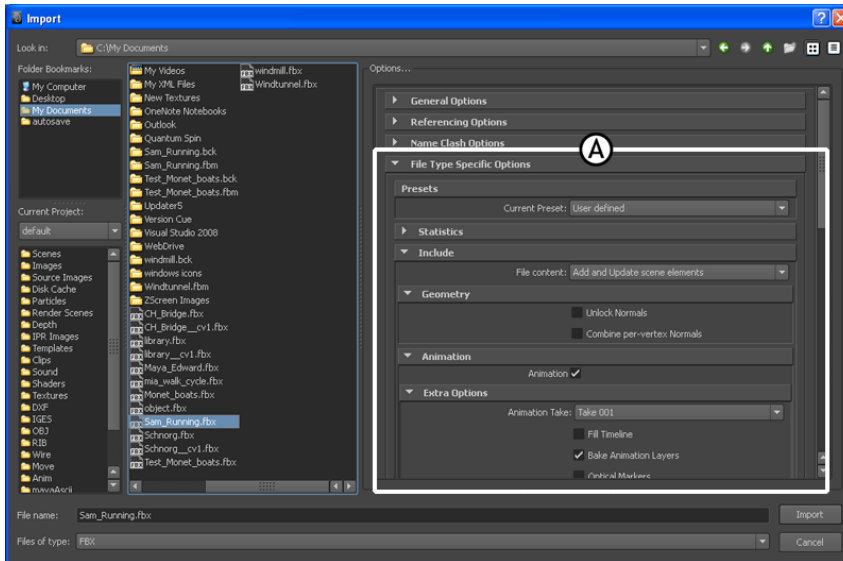 Import
Look in: C:\My Documents
Folder Bookmarks:
My Computer
Desktop
My Documents
autosave
Current Project:
default
Scenes
Images
Source Images
Disk Cache
Particles
Render Scenes
Depth
IPR Images
Templates
Clips
Sound
Shaders
Textures
DXF
IGES
OBJ
RIB
Wire
Move
Anim
mayaAscii
My Videos
My XML Files
New Textures
OneNote Notebooks
Outlook
Quantum Spin
Sam_Running.bck
Sam_Running.fbm
Test_Monet_boats.bck
Test_Monet_boats.fbm
Updater5
Version Cue
Visual Studio 2008
WebDrive
windmill.bck
windows icons
Windtunnel.fbm
ZScreen Images
CH_Bridge.fbx
CH_Bridge__cv1.fbx
library.fbx
library__cv1.fbx
Maya_Edward.fbx
mia_walk_cycle.fbx
Monet_boats.fbx
object.fbx
Sam_Running.fbx
Schnorg.fbx
Schnorg__cv1.fbx
Test_Monet_boats.fbx
windmill.fbx
Windtunnel.fbx
Options...
General Options
Referencing Options
Name Clash Options
A
File Type Specific Options
Presets
Current Preset: User defined
Statistics
Include
File content: Add and Update scene elements
Geometry
Unlock Normals
Combine per-vertex Normals
Animation
Animation
Extra Options
Animation Take: Take 001
Fill Timeline
Bake Animation Layers
Optical Markers
File name: Sam_Running.fbx
Import
Files of type: FBX
Cancel